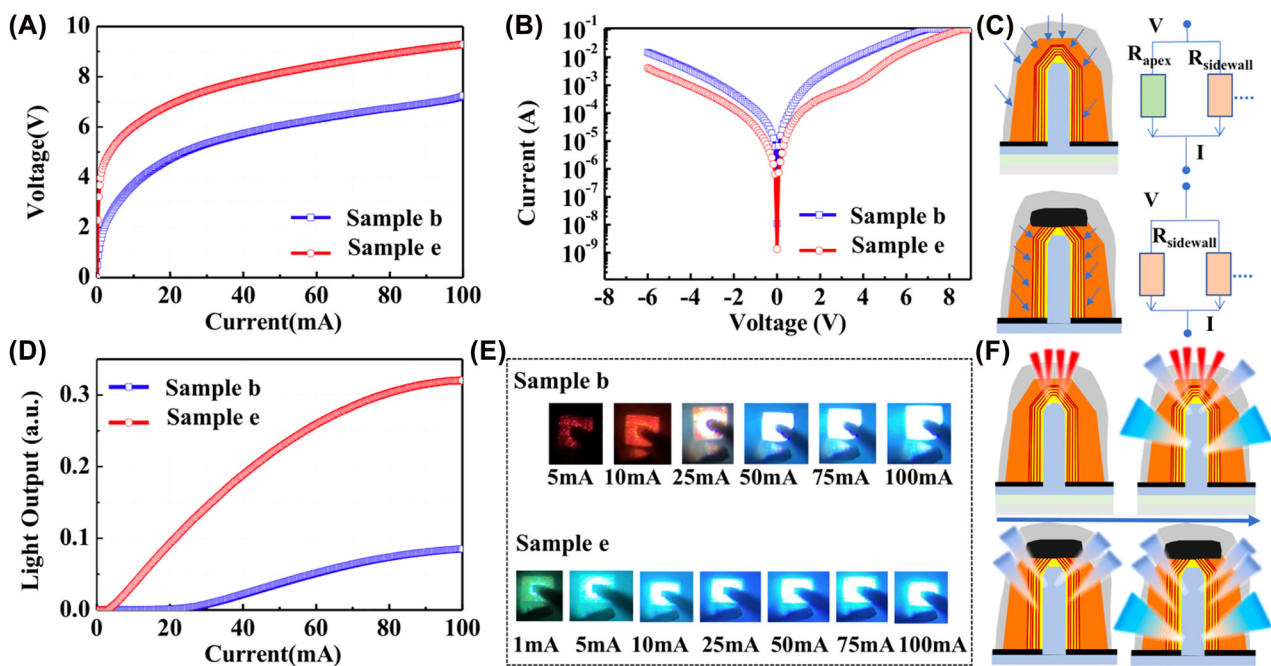 (A)
10
8
6
4
2
0
Voltage(V)
Sample b
Sample e
0 20 40 60 80 100
Current(mA)
(B)
10-1
10-2
10-3
10-4
10-5
10-6
10-7
10-8
10-9
Current (A)
Sample b
Sample e
-8 -6 -4 -2 0 2 4 6 8
Voltage (V)
(C)
V
Rapex
Rsidewall
I
V
Rsidewall
I
(D)
0.3
0.2
0.1
0.0
Light Output (a.u.)
Sample b
Sample e
0 20 40 60 80 100
Current(mA)
(E)
Sample b
5mA 10mA 25mA 50mA 75mA 100mA
Sample e
1mA 5mA 10mA 25mA 50mA 75mA 100mA
(F)